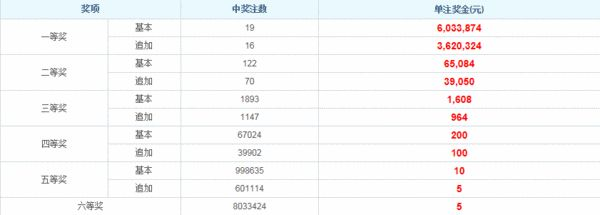 奖项 中奖注数 单注奖金(元)
一等奖 基本 19 6,033,874
追加 16 3,620,324
二等奖 基本 122 65,084
追加 70 39,050
三等奖 基本 1893 1,608
追加 1147 964
四等奖 基本 67024 200
追加 39902 100
五等奖 基本 998635 10
追加 601114 5
六等奖 8033424 5